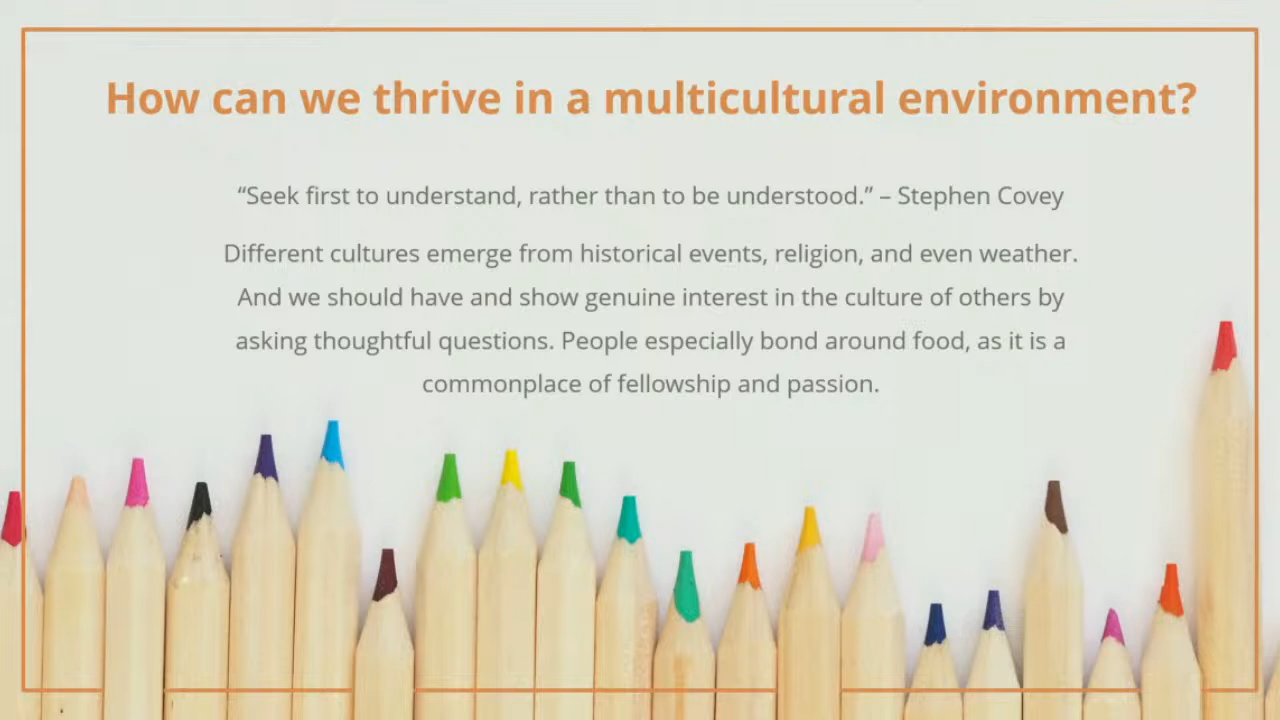 How can we thrive in a multicultural environment?
“Seek first to understand, rather than to be understood.” – Stephen Covey
Different cultures emerge from historical events, religion, and even weather.
And we should have and show genuine interest in the culture of others by
asking thoughtful questions. People especially bond around food, as it is a
commonplace of fellowship and passion.